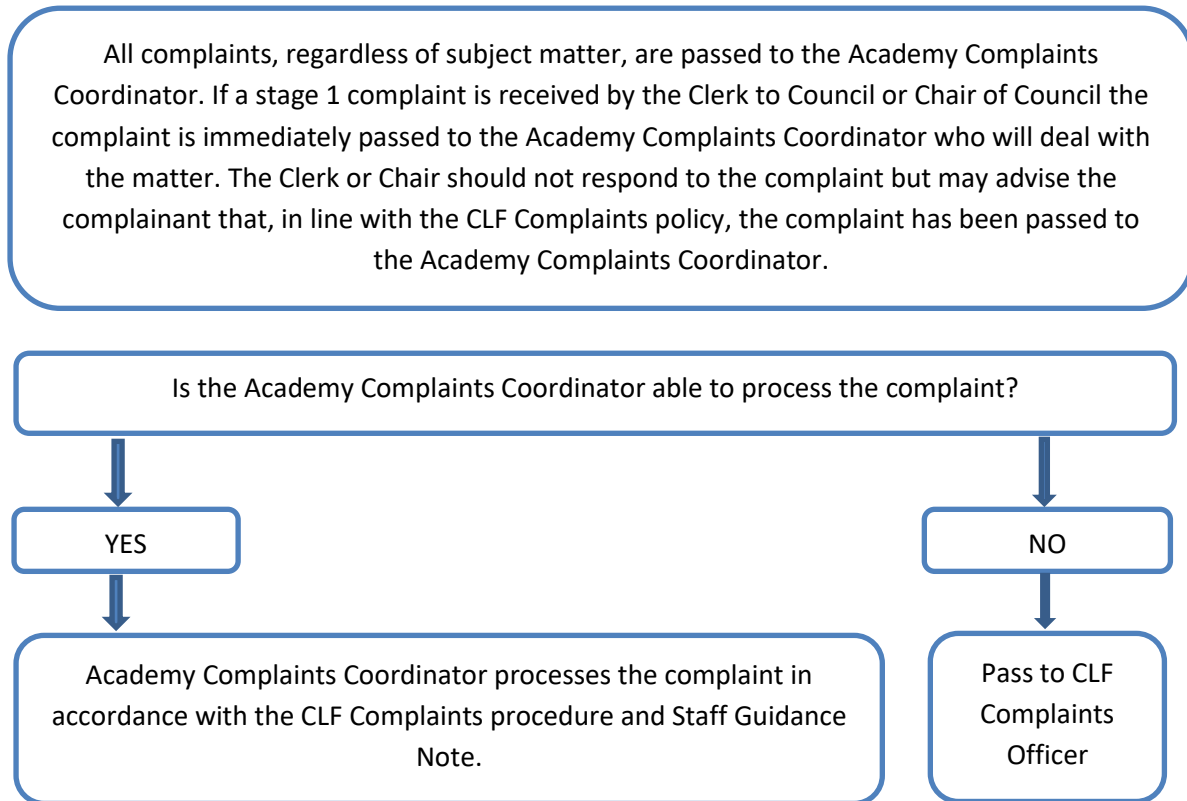 All complaints, regardless of subject matter, are passed to the Academy Complaints
Coordinator. If a stage 1 complaint is received by the Clerk to Council or Chair of Council the
complaint is immediately passed to the Academy Complaints Coordinator who will deal with
the matter. The Clerk or Chair should not respond to the complaint but may advise the
complainant that, in line with the CLF Complaints policy, the complaint has been passed to
the Academy Complaints Coordinator.
Is the Academy Complaints Coordinator able to process the complaint?
YES
NO
Academy Complaints Coordinator processes the complaint in
accordance with the CLF Complaints procedure and Staff Guidance
Note.
Pass to CLF
Complaints
Officer